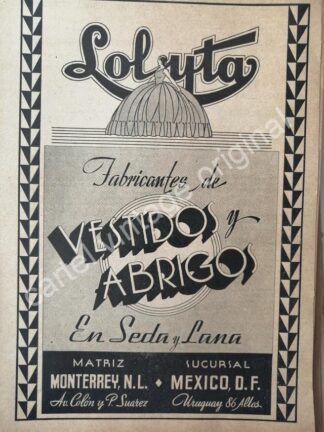 Lolyta
Fabricantes de
VESTIDOS y
ABRIGOS
En Seda y Lana
MATRIZ
MONTERREY, N.L.
Av. Colón y P. Suarez
SUCURSAL
MEXICO, D.F.
Uruguay 86 Altos.